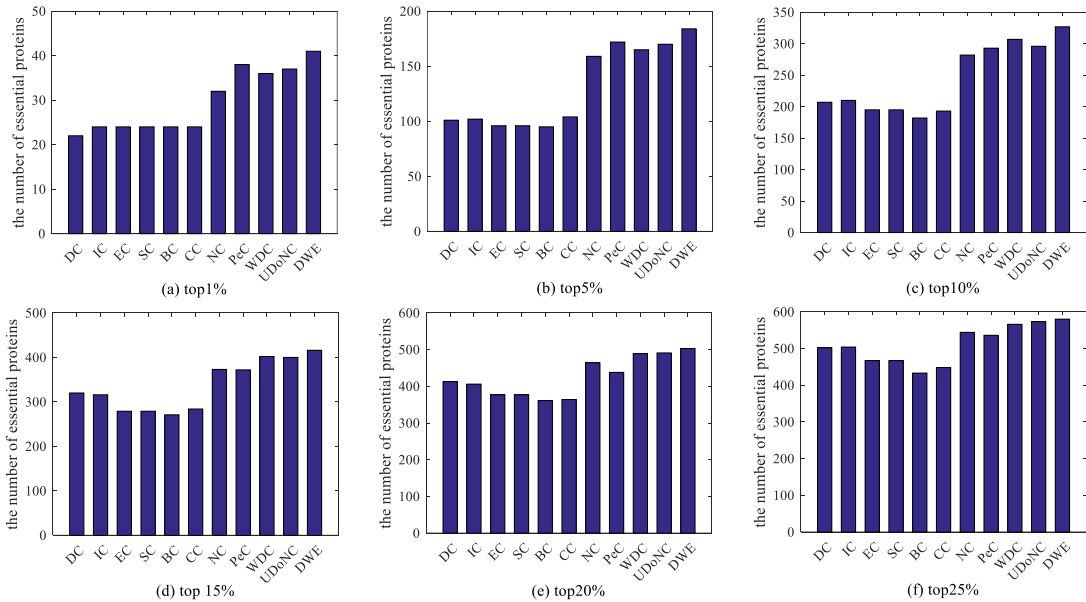 the number of essential proteins
50
40
30
20
10
0
DC IC EC SC BC CC NC PeC WDC UDoNC DWE
(a) top1%
the number of essential proteins
200
150
100
50
0
DC IC EC SC BC CC NC PeC WDC UDoNC DWE
(b) top5%
the number of essential proteins
350
300
250
200
150
100
50
0
DC IC EC SC BC CC NC PeC WDC UDoNC DWE
(c) top10%
the number of essential proteins
500
400
300
200
100
0
DC IC EC SC BC CC NC PeC WDC UDoNC DWE
(d) top 15%
the number of essential proteins
600
500
400
300
200
100
0
DC IC EC SC BC CC NC PeC WDC UDoNC DWE
(e) top20%
the number of essential proteins
600
500
400
300
200
100
0
DC IC EC SC BC CC NC PeC WDC UDoNC DWE
(f) top25%